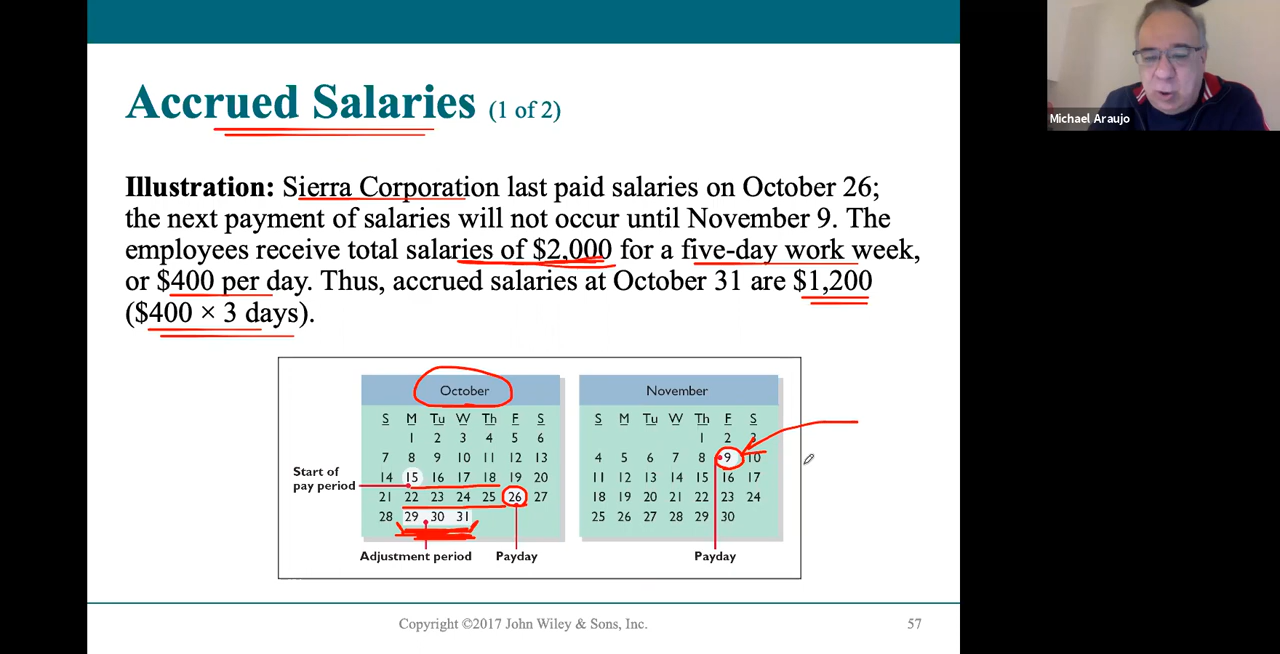 Accrued Salaries (1 of 2)
Michael Araujo
Illustration: Sierra Corporation last paid salaries on October 26;
the next payment of salaries will not occur until November 9. The
employees receive total salaries of $2,000 for a five-day work week,
or $400 per day. Thus, accrued salaries at October 31 are $1,200
($400 × 3 days).
October
S M Tu W Th F S
1 2 3 4 5 6
7 8 9 10 11 12 13
14 15 16 17 18 19 20
21 22 23 24 25 26 27
28 29 30 31
Start of
pay period
Adjustment period
Payday
November
S M Tu W Th F S
1 2 3
4 5 6 7 8 9 10
11 12 13 14 15 16 17
18 19 20 21 22 23 24
25 26 27 28 29 30
Payday
Copyright ©2017 John Wiley & Sons, Inc.
57